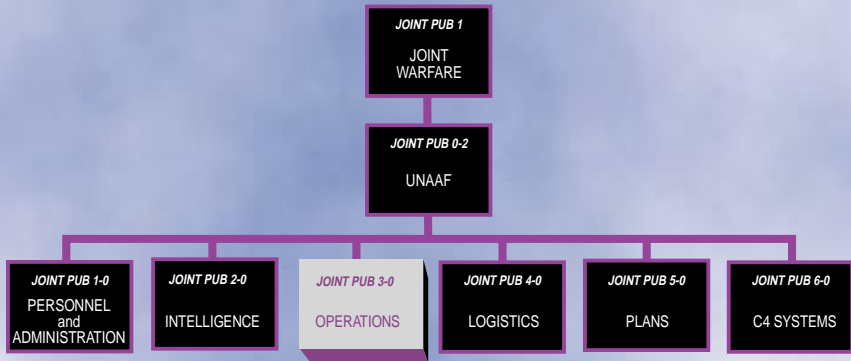 JOINT PUB 1
JOINT
WARFARE
JOINT PUB 0-2
UNAAF
JOINT PUB 1-0
PERSONNEL
and
ADMINISTRATION
JOINT PUB 2-0
INTELLIGENCE
JOINT PUB 3-0
OPERATIONS
JOINT PUB 4-0
LOGISTICS
JOINT PUB 5-0
PLANS
JOINT PUB 6-0
C4 SYSTEMS